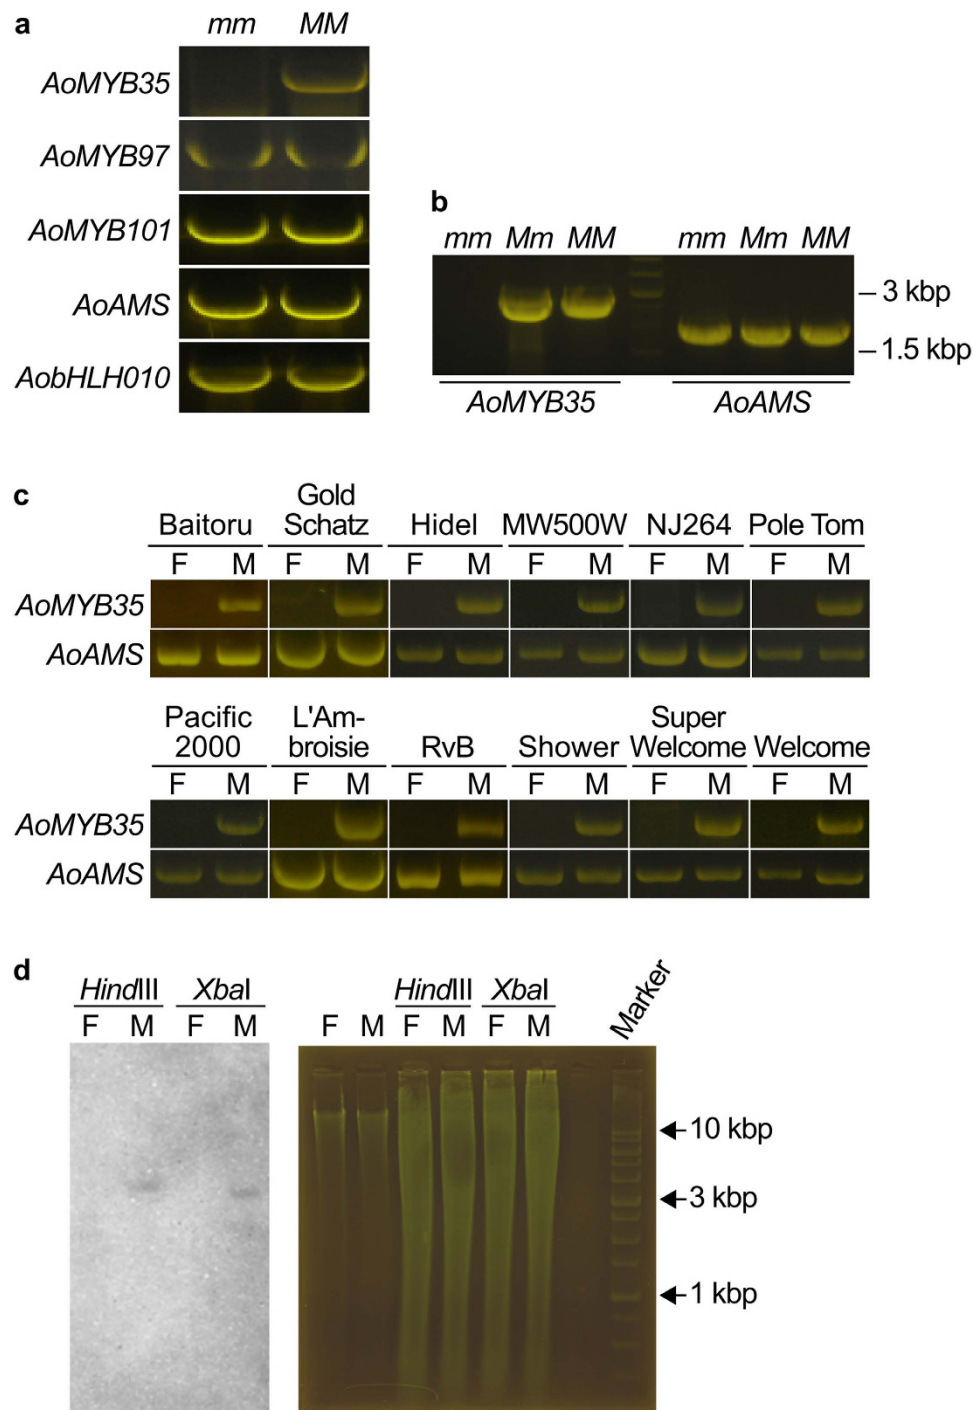 a
mm MM
AoMYB35
AoMYB97
AoMYB101
AoAMS
AobHLH010
b
mm Mm MM mm Mm MM
3 kbp
1.5 kbp
AoMYB35 AoAMS
c
Baitoru Gold Schatz Hidel MW500W NJ264 Pole Tom
F M F M F M F M F M F M
AoMYB35
AoAMS
Pacific 2000 L'Am-broisie RvB Shower Super Welcome Welcome
F M F M F M F M F M F M
AoMYB35
AoAMS
d
HindIII XbaI
F M F M
HindIII XbaI Marker
F M F M F M
10 kbp
3 kbp
1 kbp